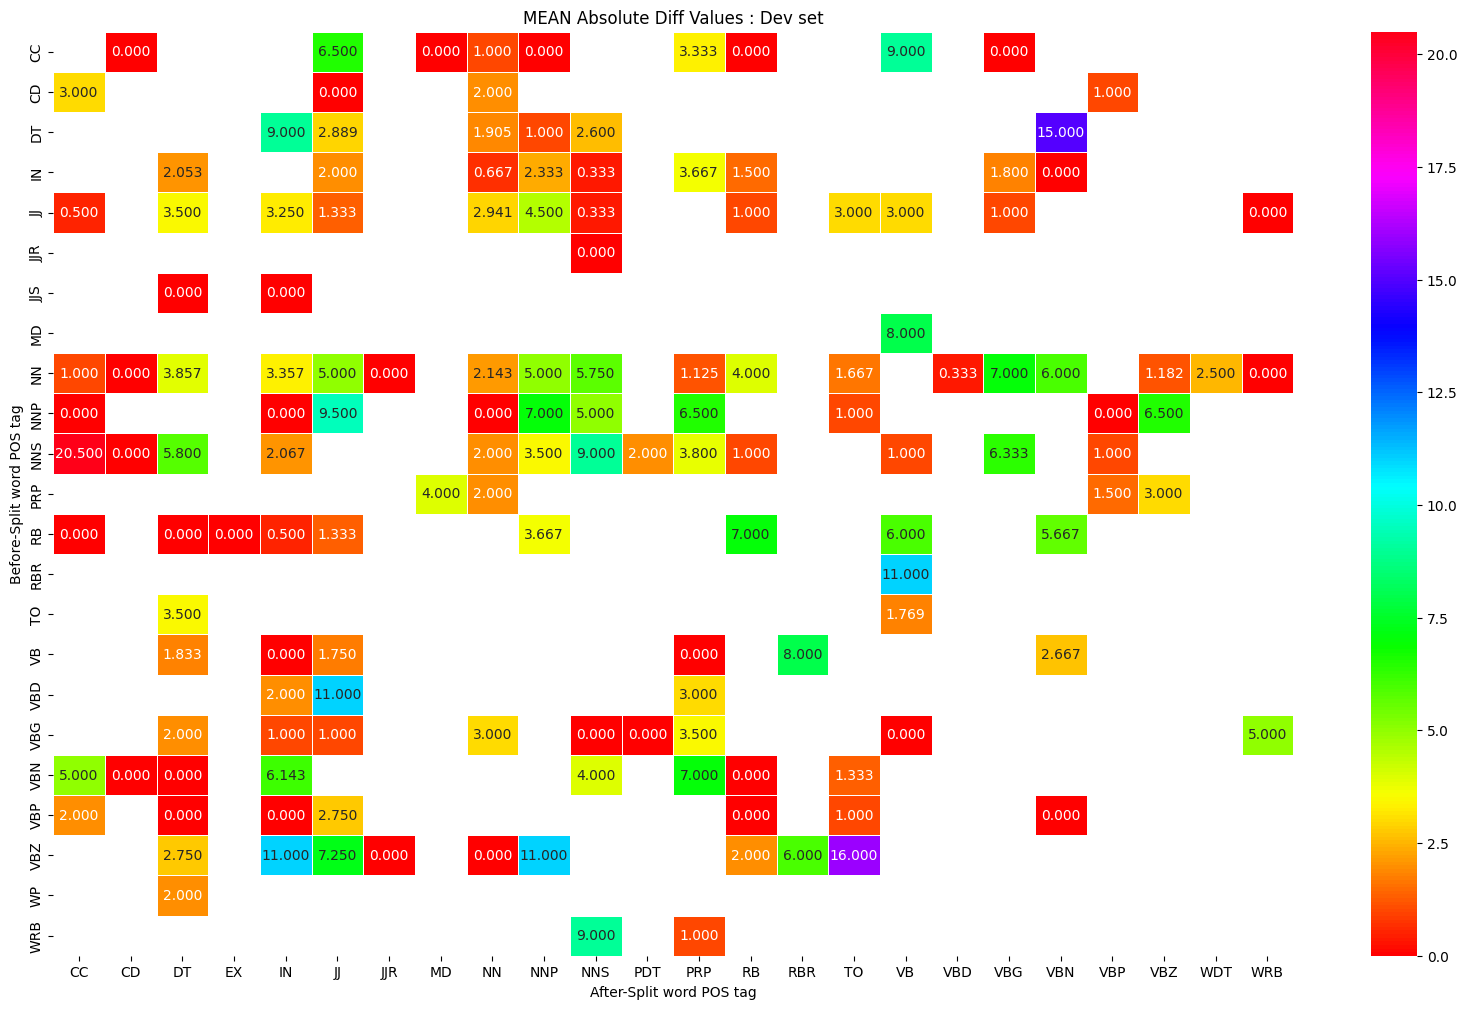 MEAN Absolute Diff Values : Dev set
Before-Split word POS tag
CC 0.000 6.500 0.000 1.000 0.000 3.333 0.000 9.000 0.000
CD 3.000 0.000 2.000 1.000
DT 9.000 2.889 1.905 1.000 2.600 15.000
IN 2.053 2.000 0.667 2.333 0.333 3.667 1.500 1.800 0.000
JJ 0.500 3.500 3.250 1.333 2.941 4.500 0.333 1.000 3.000 3.000 1.000 0.000
JJR 0.000
JJS 0.000 0.000
MD 8.000
NN 1.000 0.000 3.857 3.357 5.000 0.000 2.143 5.000 5.750 1.125 4.000 1.667 0.333 7.000 6.000 1.182 2.500 0.000
NNP 0.000 0.000 9.500 0.000 7.000 5.000 6.500 1.000 0.000 6.500
NNS 20.500 0.000 5.800 2.067 2.000 3.500 9.000 2.000 3.800 1.000 1.000 6.333 1.000
PRP 4.000 2.000 1.500 3.000
RB 0.000 0.000 0.000 0.500 1.333 3.667 7.000 6.000 5.667
RBR 11.000
TO 3.500 1.769
VB 1.833 0.000 1.750 0.000 8.000 2.667
VBD 2.000 11.000 3.000
VBG 2.000 1.000 1.000 3.000 0.000 0.000 3.500 0.000 5.000
VBN 5.000 0.000 0.000 6.143 4.000 7.000 0.000 1.333
VBP 2.000 0.000 0.000 2.750 0.000 1.000 0.000
VBZ 2.750 11.000 7.250 0.000 0.000 11.000 2.000 6.000 16.000
WP 2.000
WRB 9.000 1.000
CC CD DT EX IN JJ JJR MD NN NNP NNS PDT PRP RB RBR TO VB VBD VBG VBN VBP VBZ WDT WRB
After-Split word POS tag
20.0
17.5
15.0
12.5
10.0
7.5
5.0
2.5
0.0